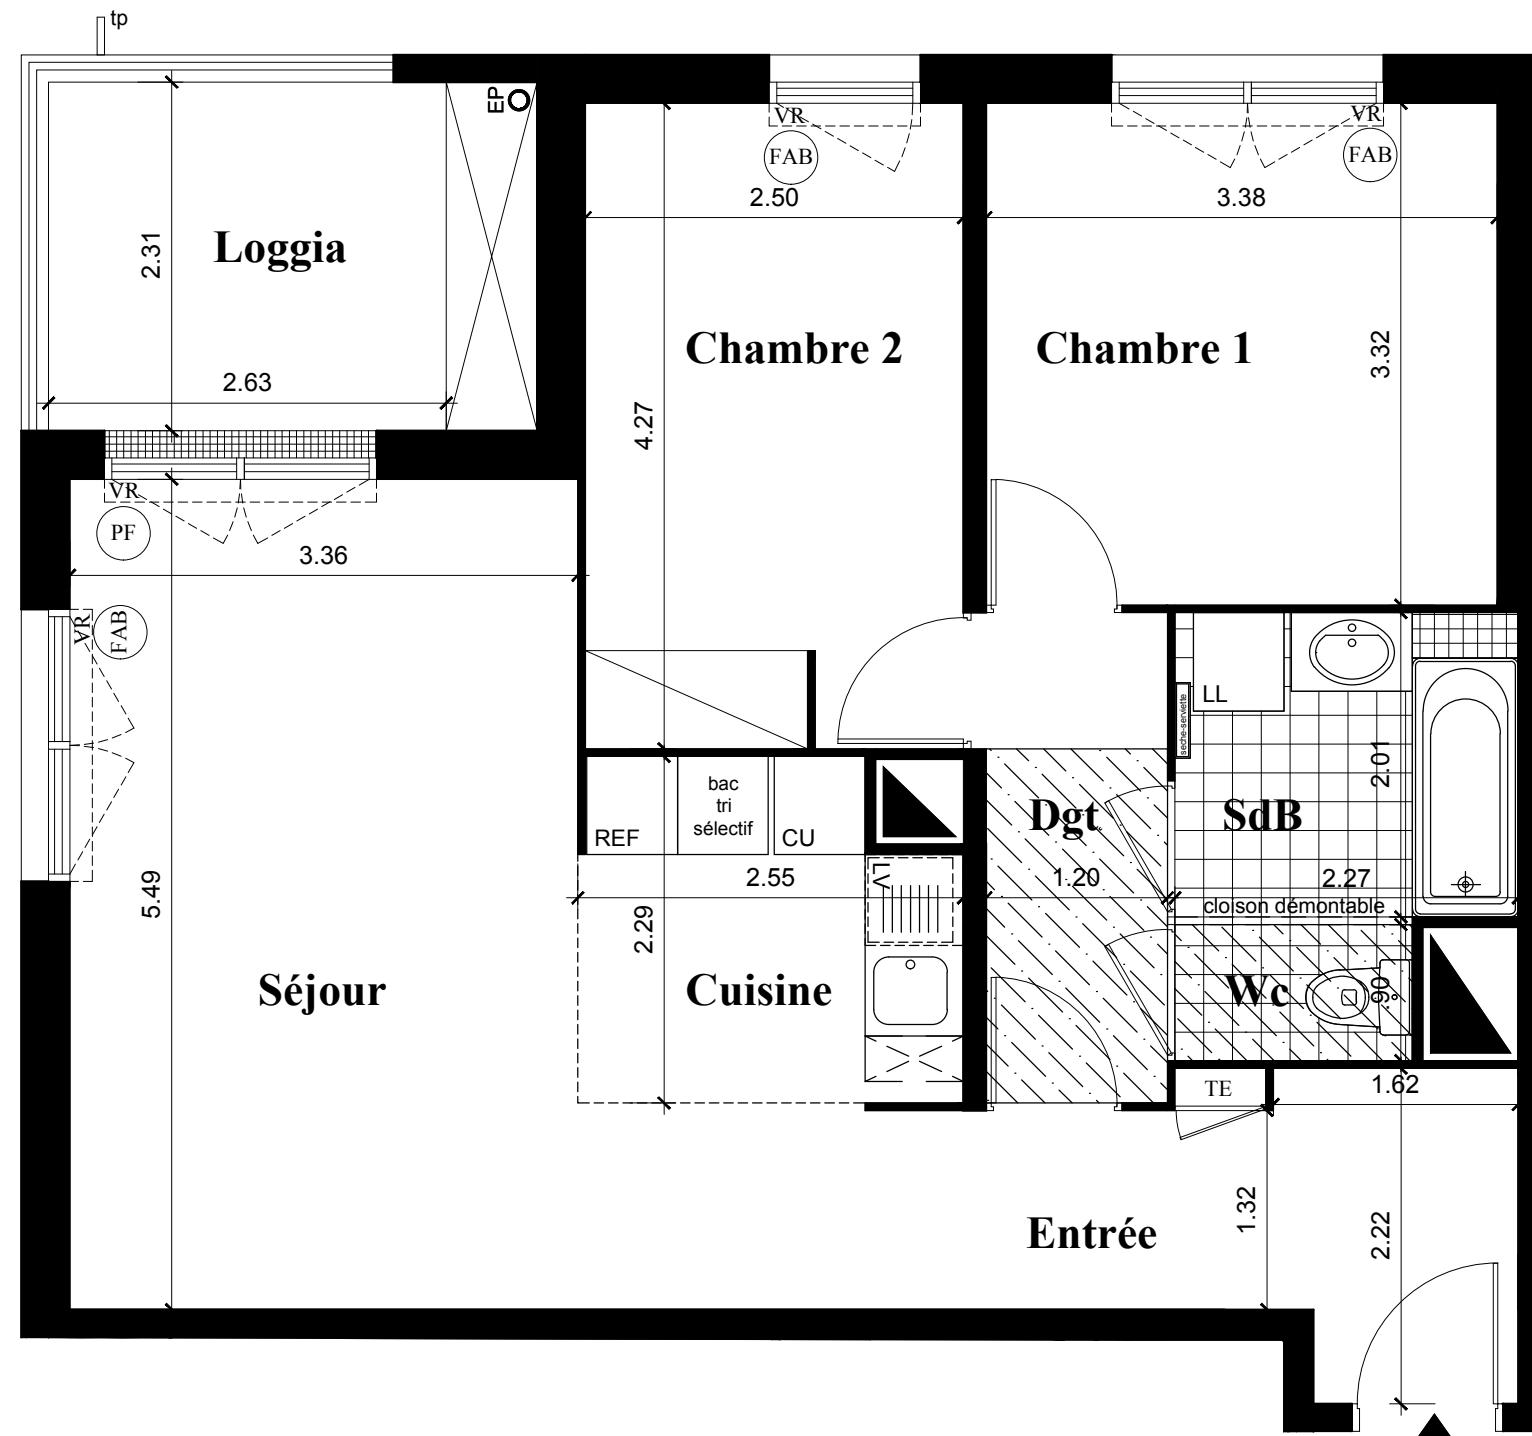 tp
EP
VR
FAB
VR
FAB
2.50
3.38
Loggia
2.31
Chambre 2
Chambre 1
3.32
2.63
4.27
VR
PF
3.36
VR
FAB
LL
seche-serviette
2.01
bac
tri
sélectif
REF
CU
Dgt
SdB
LV
5.49
2.55
1.20
2.27
cloison démontable
2.29
Séjour
Cuisine
Wc
.90
TE
1.62
1.32
2.22
Entrée